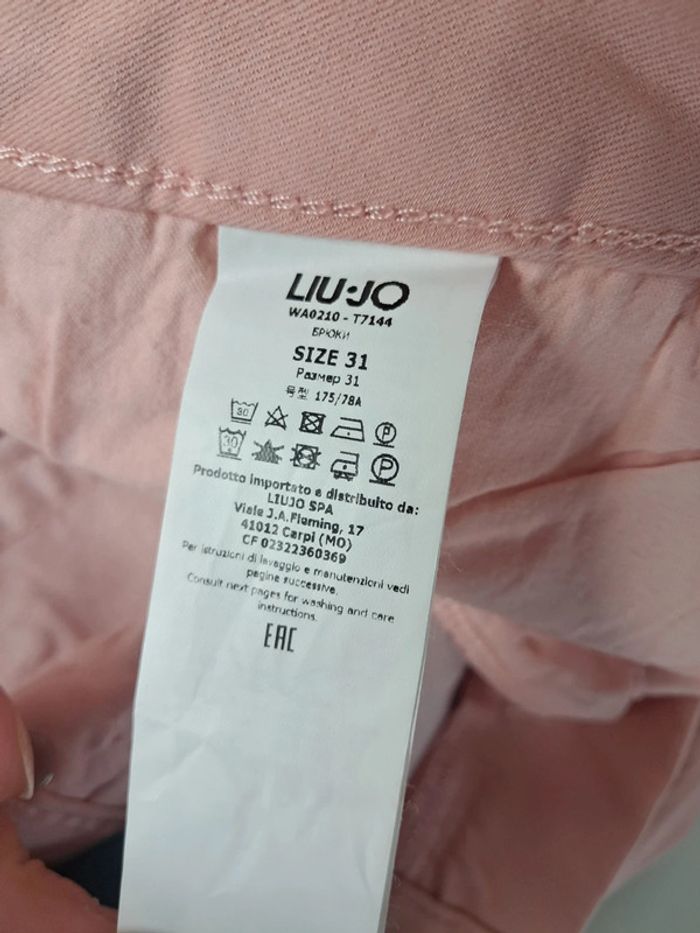 LIU·JO
WA0210 - T7144
БРЮКИ
SIZE 31
Размер 31
号型 175/78A
30 P
30 P
Prodotto importato e distribuito da:
LIUJO SPA
Viale J.A.Fleming, 17
41012 Carpi (MO)
CF 02322360369
Per istruzioni di lavaggio e manutenzioni vedi
pagine successive.
Consult next pages for washing and care
instructions.
EAC